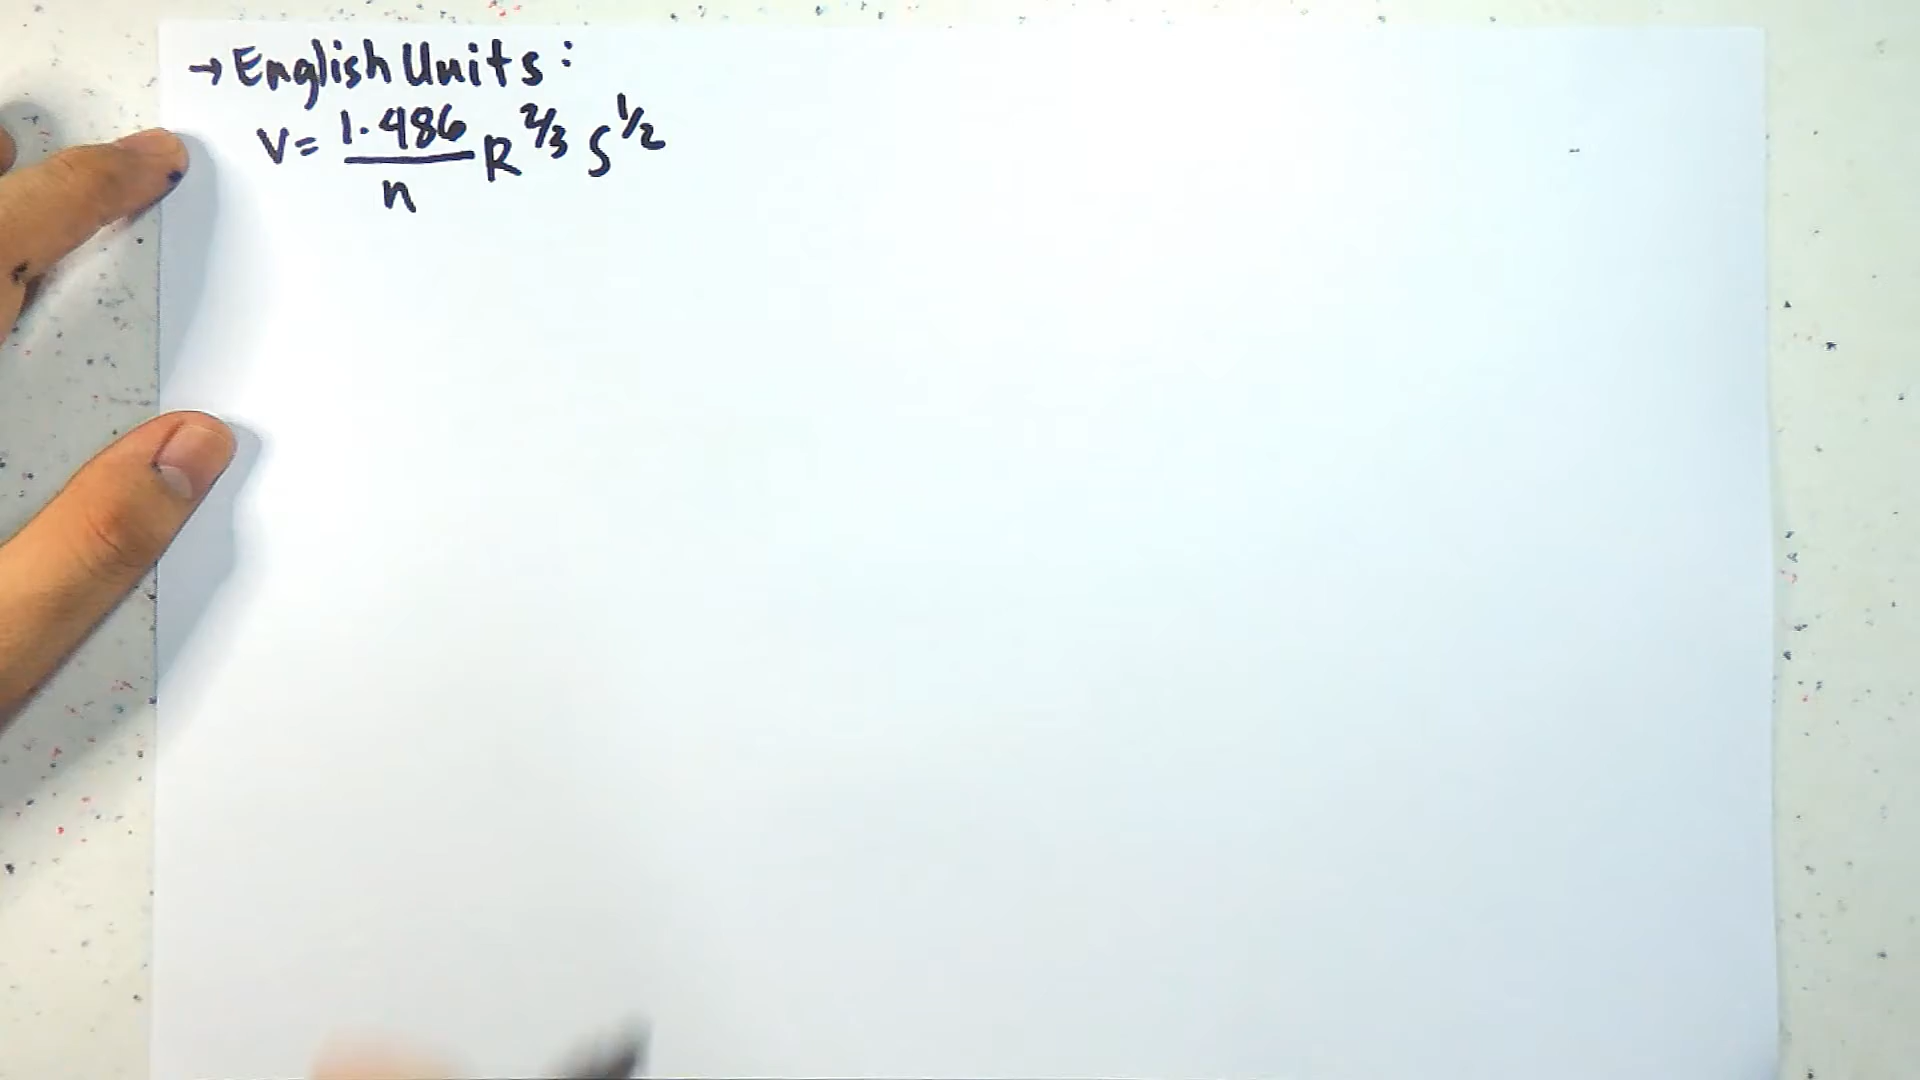 → English Units:
V = 1.486/n R^2/3 S^1/2